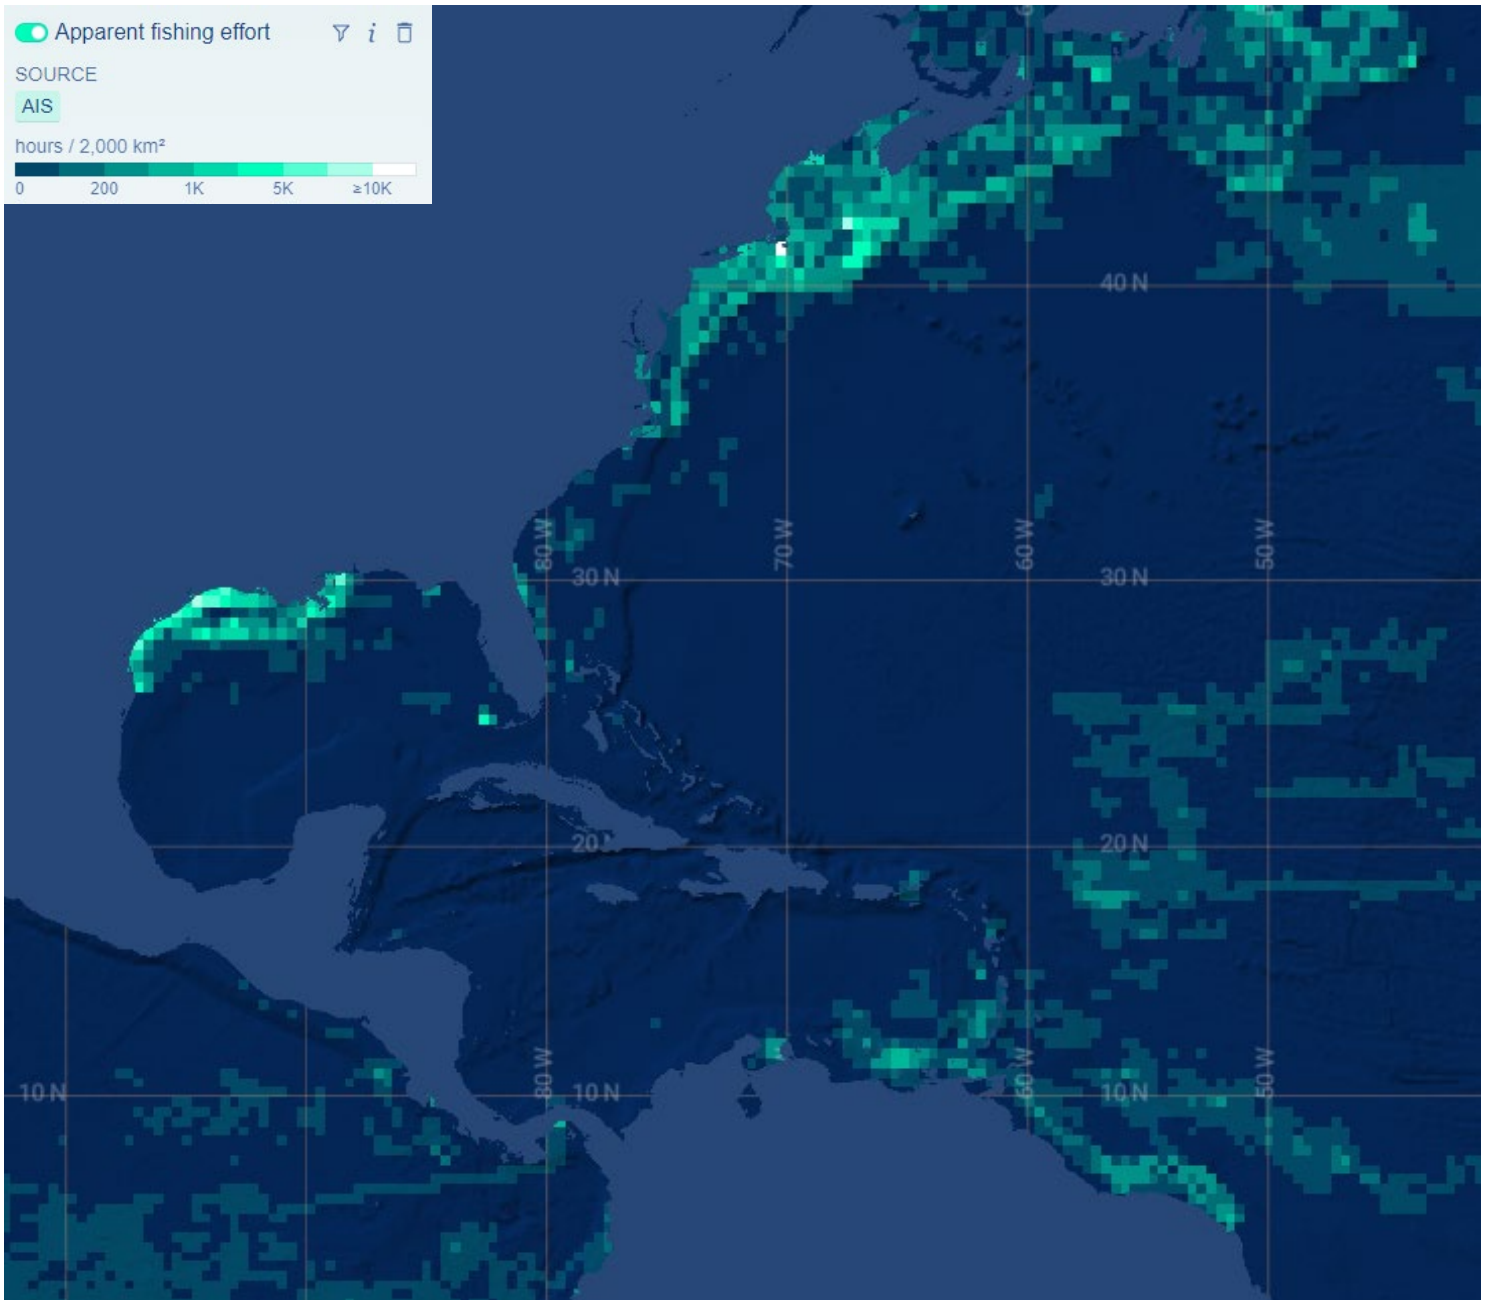 Apparent fishing effort i
SOURCE
AIS
hours / 2,000 km²
0 200 1K 5K ≥10K
40 N
80 W 70 W 60 W 50 W
30 N 30 N
20 20 N
80 W 60 W 50 W
10 N 10 N 10 N